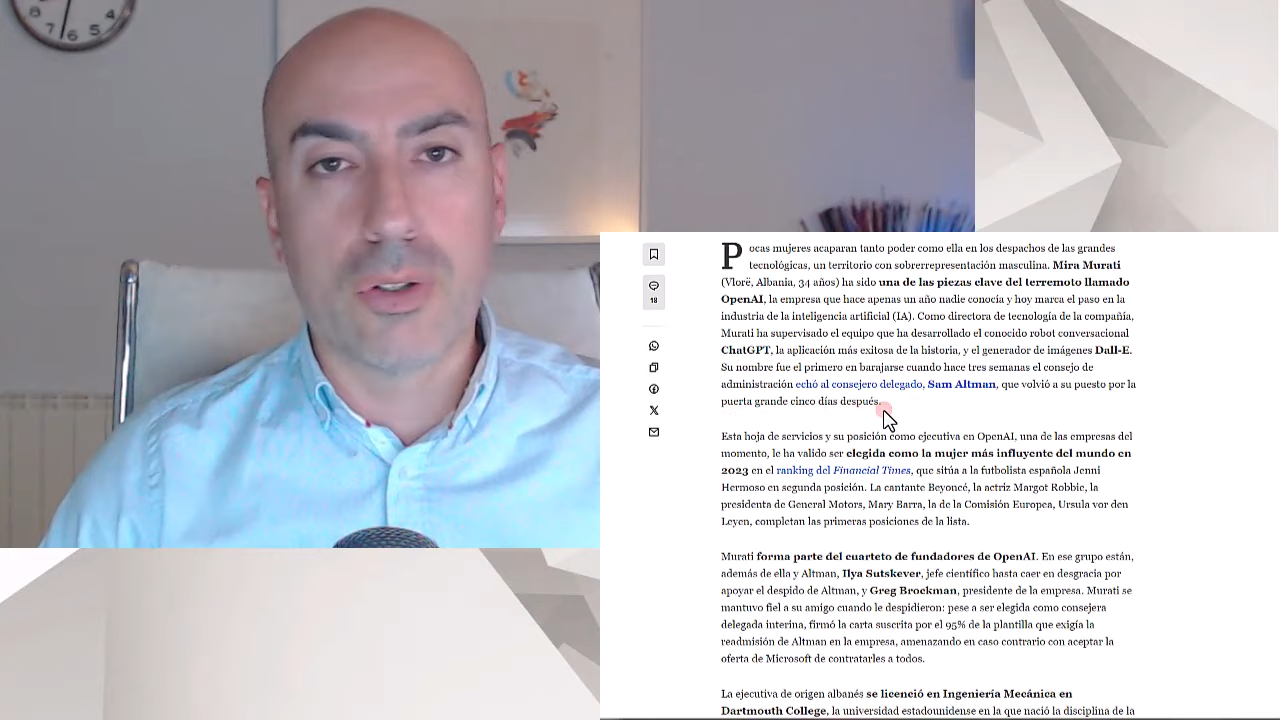 8
7 6 5 4
18
Pocas mujeres acaparan tanto poder como ella en los despachos de las grandes
tecnológicas, un territorio con sobrerrepresentación masculina. Mira Murati
(Vlorë, Albania, 34 años) ha sido una de las piezas clave del terremoto llamado
OpenAI, la empresa que hace apenas un año nadie conocía y hoy marca el paso en la
industria de la inteligencia artificial (IA). Como directora de tecnología de la compañía,
Murati ha supervisado el equipo que ha desarrollado el conocido robot conversacional
ChatGPT, la aplicación más exitosa de la historia, y el generador de imágenes Dall-E.
Su nombre fue el primero en barajarse cuando hace tres semanas el consejo de
administración echó al consejero delegado, Sam Altman, que volvió a su puesto por la
puerta grande cinco días después.
Esta hoja de servicios y su posición como ejecutiva en OpenAI, una de las empresas del
momento, le ha valido ser elegida como la mujer más influyente del mundo en
2023 en el ranking del Financial Times, que sitúa a la futbolista española Jenni
Hermoso en segunda posición. La cantante Beyoncé, la actriz Margot Robbie, la
presidenta de General Motors, Mary Barra, la de la Comisión Europea, Ursula vor den
Leyen, completan las primeras posiciones de la lista.
Murati forma parte del cuarteto de fundadores de OpenAI. En ese grupo están,
además de ella y Altman, Ilya Sutskever, jefe científico hasta caer en desgracia por
apoyar el despido de Altman, y Greg Brockman, presidente de la empresa. Murati se
mantuvo fiel a su amigo cuando le despidieron: pese a ser elegida como consejera
delegada interina, firmó la carta suscrita por el 95% de la plantilla que exigía la
readmisión de Altman en la empresa, amenazando en caso contrario con aceptar la
oferta de Microsoft de contratarles a todos.
La ejecutiva de origen albanés se licenció en Ingeniería Mecánica en
Dartmouth College, la universidad estadounidense en la que nació la disciplina de la